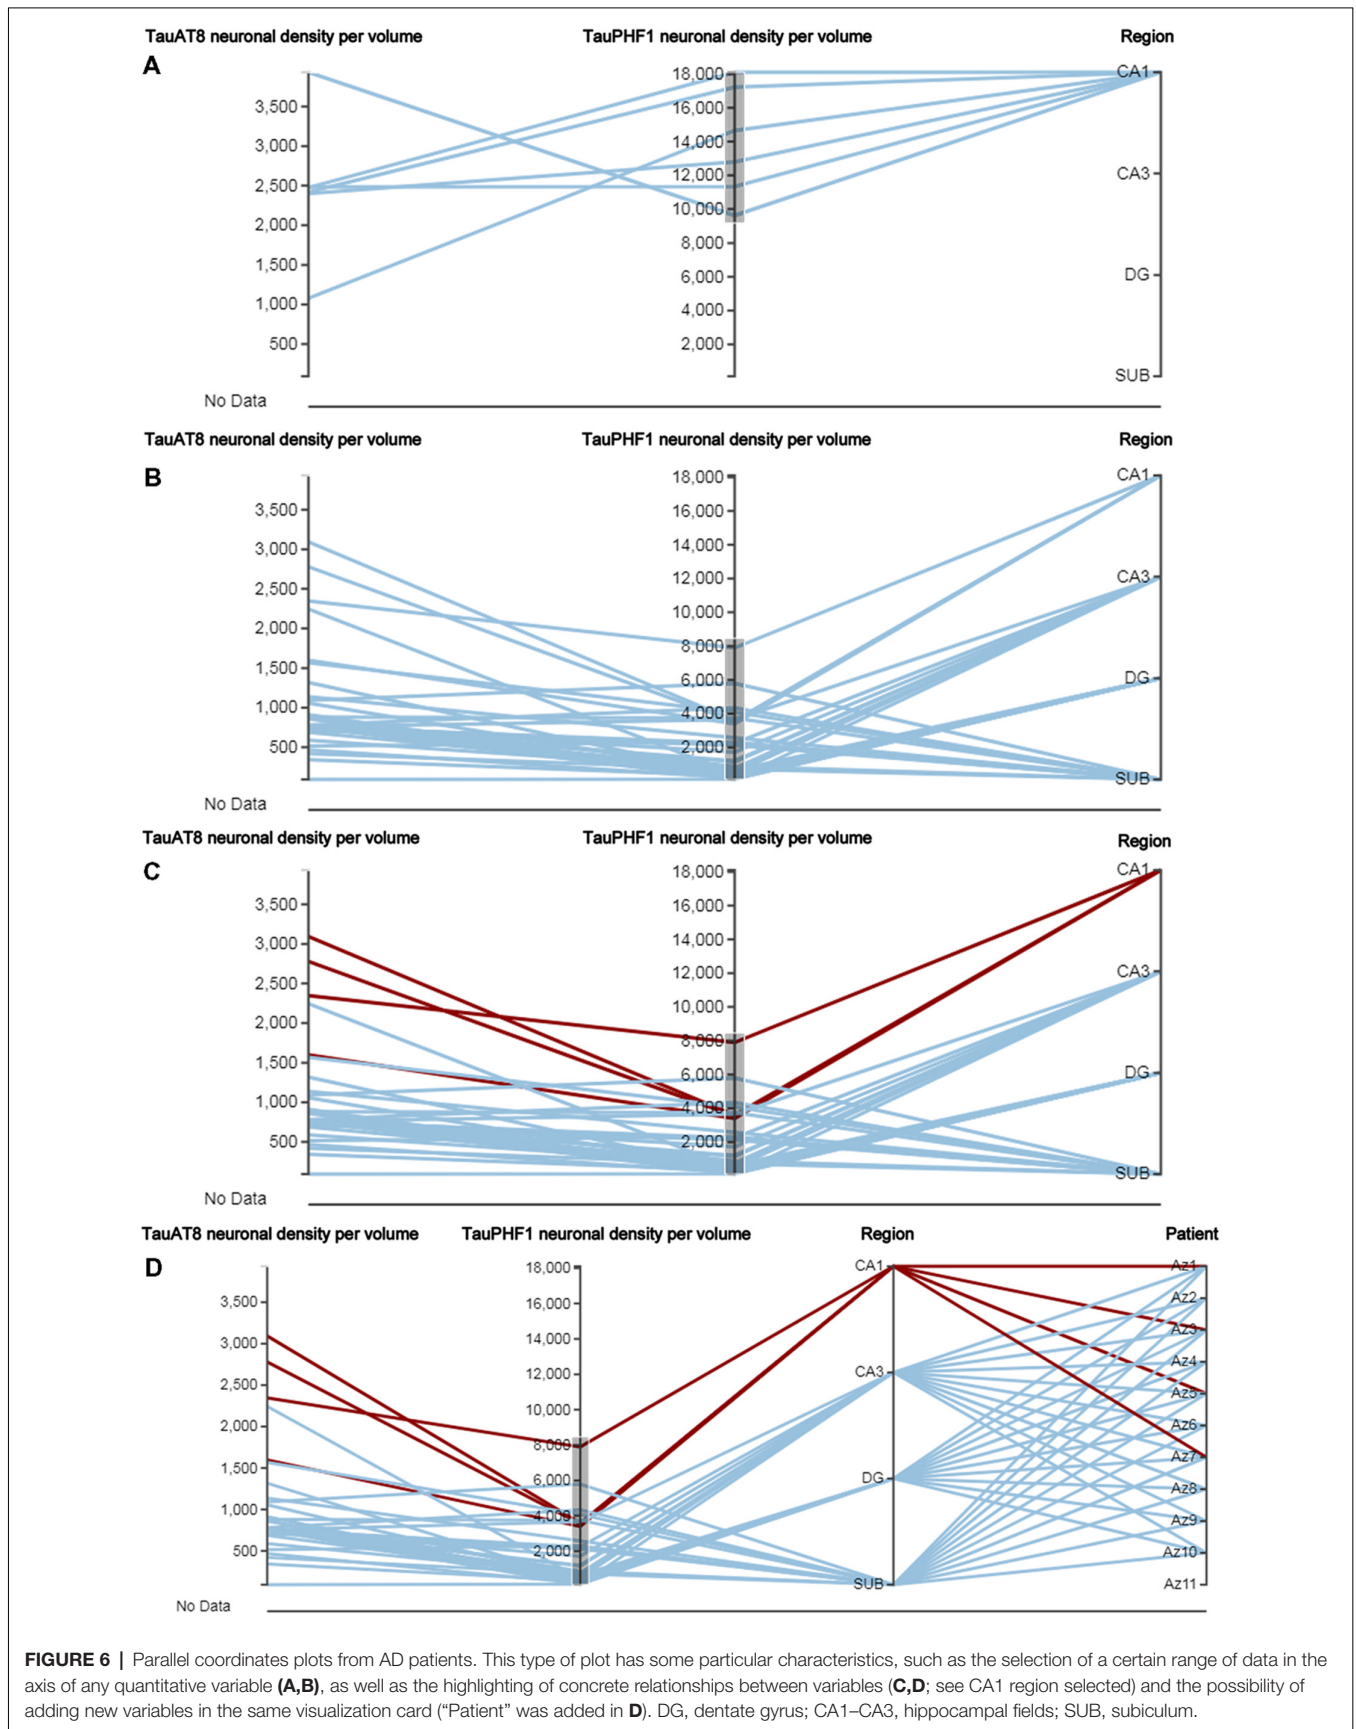 TauAT8 neuronal density per volume TauPHF1 neuronal density per volume Region
A
18,000 CA1
3,500 16,000
3,000 14,000
2,500 12,000 CA3
2,000 10,000
1,500 8,000
1,000 6,000 DG
500 4,000
2,000
SUB
No Data
TauAT8 neuronal density per volume TauPHF1 neuronal density per volume Region
B
18,000 CA1
3,500 16,000
3,000 14,000
2,500 12,000 CA3
2,000 10,000
1,500 8,000
1,000 6,000 DG
500 4,000
2,000
SUB
No Data
TauAT8 neuronal density per volume TauPHF1 neuronal density per volume Region
C
18,000 CA1
3,500 16,000
3,000 14,000
2,500 12,000 CA3
2,000 10,000
1,500 8,000
1,000 6,000 DG
500 4,000
2,000
SUB
No Data
TauAT8 neuronal density per volume TauPHF1 neuronal density per volume Region Patient
D
18,000 CA1 Az1
3,500 16,000 Az2
3,000 14,000 Az3
2,500 12,000 CA3 Az4
2,000 10,000 Az5
1,500 8,000 Az6
1,000 6,000 DG Az7
500 4,000 Az8
2,000 Az9
Az10
SUB Az11
No Data
FIGURE 6 | Parallel coordinates plots from AD patients. This type of plot has some particular characteristics, such as the selection of a certain range of data in the
axis of any quantitative variable (A,B), as well as the highlighting of concrete relationships between variables (C,D; see CA1 region selected) and the possibility of
adding new variables in the same visualization card (“Patient” was added in D). DG, dentate gyrus; CA1–CA3, hippocampal fields; SUB, subiculum.